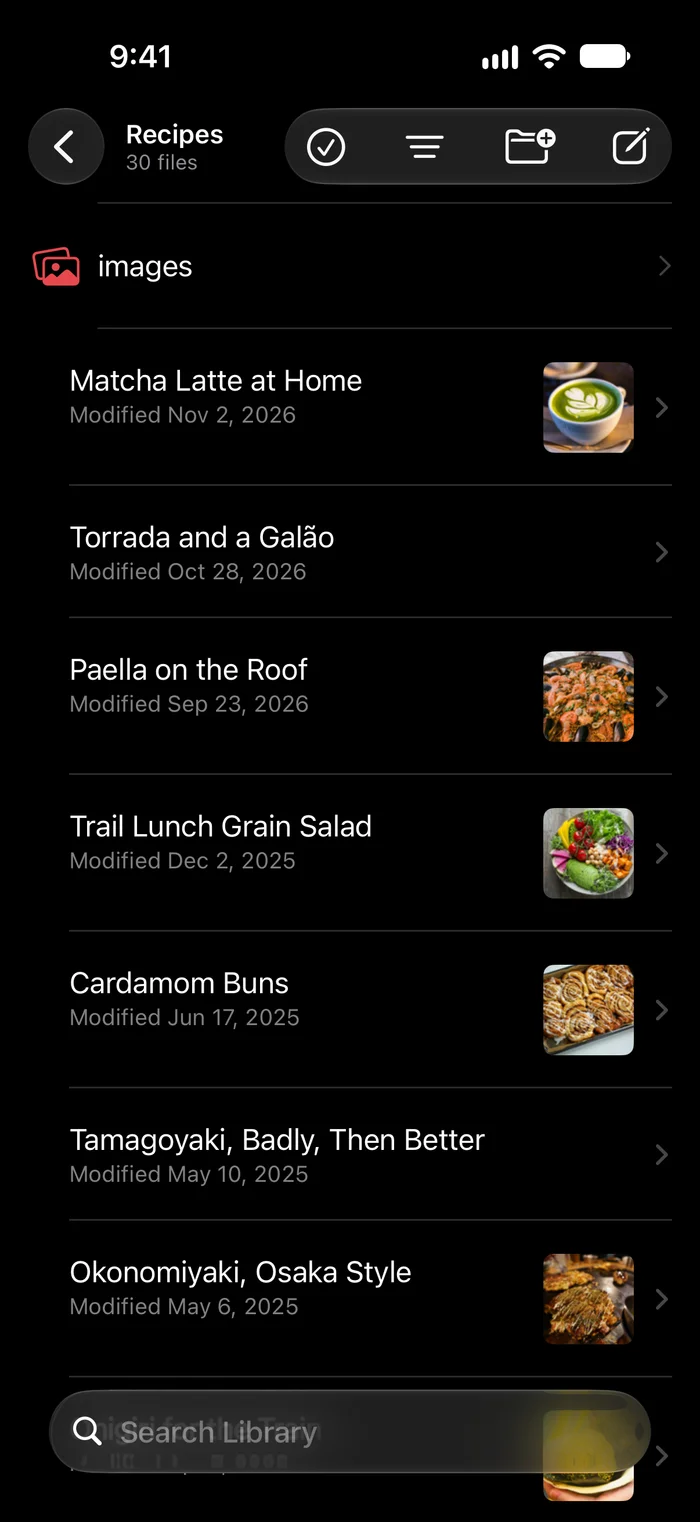 9:41
Recipes
30 files
images
Matcha Latte at Home
Modified Nov 2, 2026
Torrada and a Galão
Modified Oct 28, 2026
Paella on the Roof
Modified Sep 23, 2026
Trail Lunch Grain Salad
Modified Dec 2, 2025
Cardamom Buns
Modified Jun 17, 2025
Tamagoyaki, Badly, Then Better
Modified May 10, 2025
Okonomiyaki, Osaka Style
Modified May 6, 2025
for the Train
Search Library